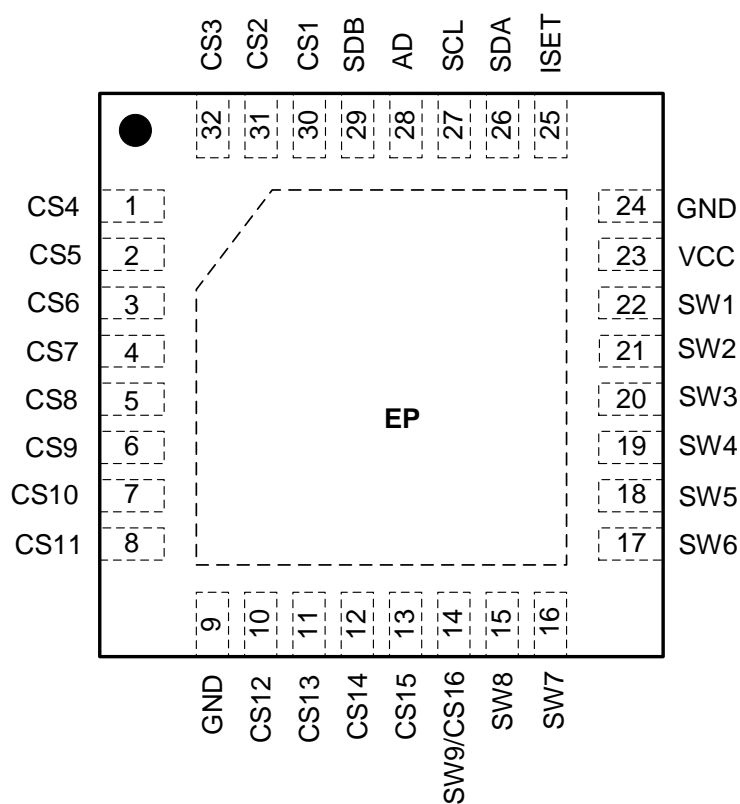 CS3 CS2 CS1 SDB AD SCL SDA ISET
32 31 30 29 28 27 26 25
CS4 1 24 GND
CS5 2 23 VCC
CS6 3 22 SW1
CS7 4 21 SW2
CS8 5 20 SW3
CS9 6 19 SW4
CS10 7 18 SW5
CS11 8 17 SW6
EP
9 10 11 12 13 14 15 16
GND CS12 CS13 CS14 CS15 SW9/CS16 SW8 SW7